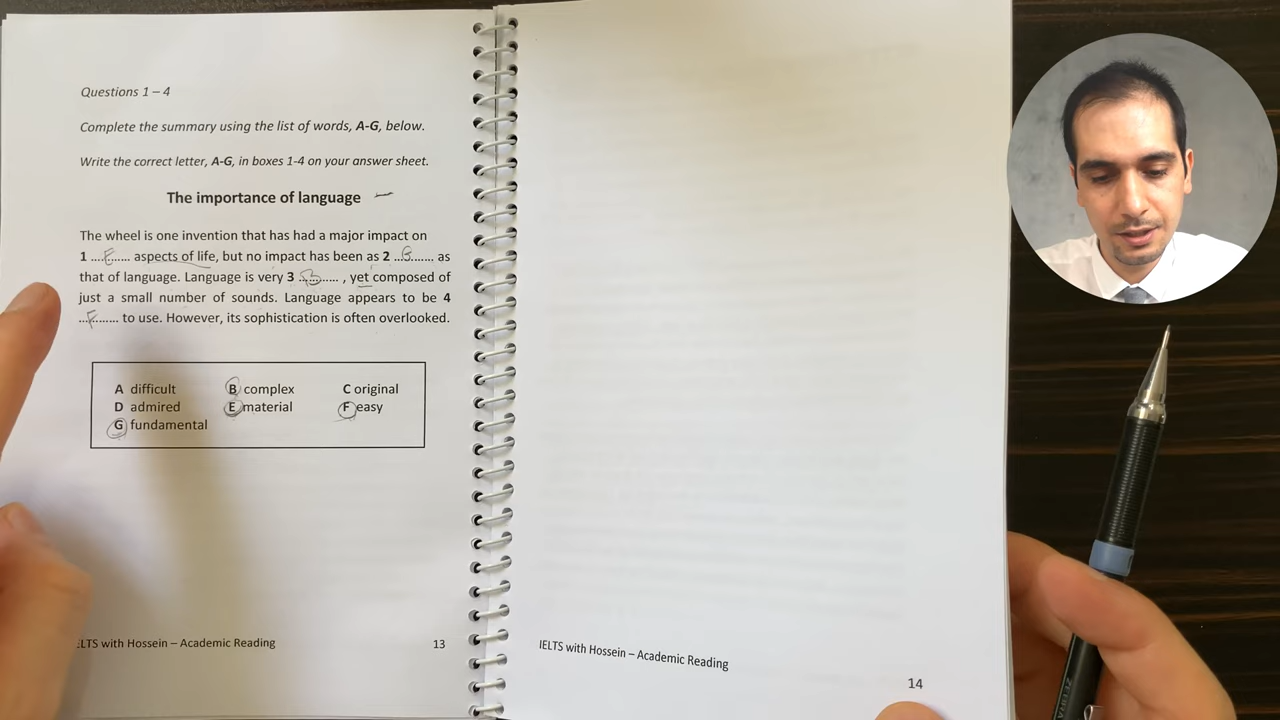 Questions 1 – 4
Complete the summary using the list of words, A-G, below.
Write the correct letter, A-G, in boxes 1-4 on your answer sheet.
The importance of language
The wheel is one invention that has had a major impact on
1 ....E...... aspects of life, but no impact has been as 2 ...G....... as
that of language. Language is very 3 ....B...... , yet composed of
just a small number of sounds. Language appears to be 4
...F....... to use. However, its sophistication is often overlooked.
A difficult B complex C original
D admired E material F easy
G fundamental
LTS with Hossein – Academic Reading 13
IELTS with Hossein – Academic Reading
14